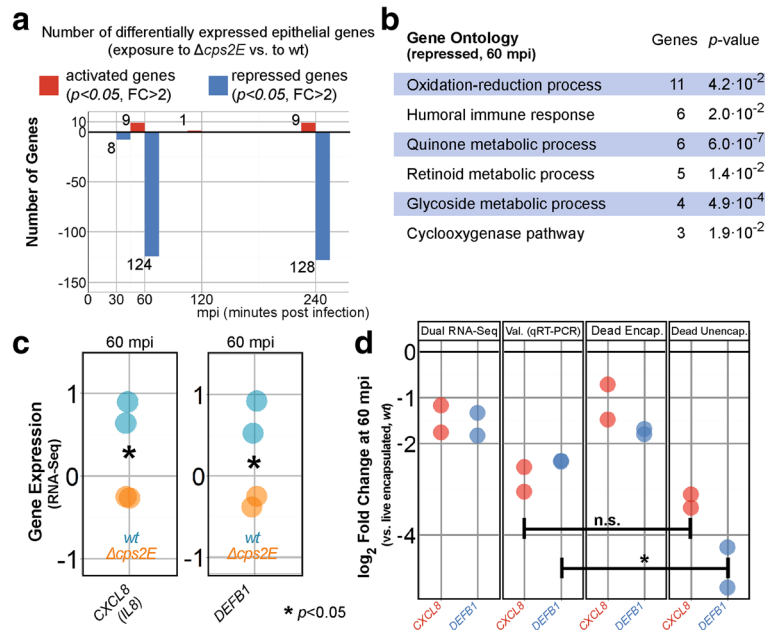 a
Number of differentially expressed epithelial genes
(exposure to Δcps2E vs. to wt)
activated genes
(p<0.05, FC>2)
repressed genes
(p<0.05, FC>2)
Number of Genes
10
0
-50
-100
-150
9
8
124
1
9
128
0 30 60 120 240
mpi (minutes post infection)
b
Gene Ontology Genes p-value
(repressed, 60 mpi)
Oxidation-reduction process 11 4.2·10-2
Humoral immune response 6 2.0·10-2
Quinone metabolic process 6 6.0·10-7
Retinoid metabolic process 5 1.4·10-2
Glycoside metabolic process 4 4.9·10-4
Cyclooxygenase pathway 3 1.9·10-2
c
60 mpi
60 mpi
Gene Expression
(RNA-Seq)
1
0
-1
*
wt
Δcps2E
CXCL8
(IL8)
1
0
-1
*
wt
Δcps2E
DEFB1
* p<0.05
d
Dual RNA-Seq Val. (qRT-PCR) Dead Encap. Dead Unencap.
log2 Fold Change at 60 mpi
(vs. live encapsulated, wt)
0
-1
-2
-4
n.s.
*
CXCL8 DEFB1 CXCL8 DEFB1 CXCL8 DEFB1 CXCL8 DEFB1